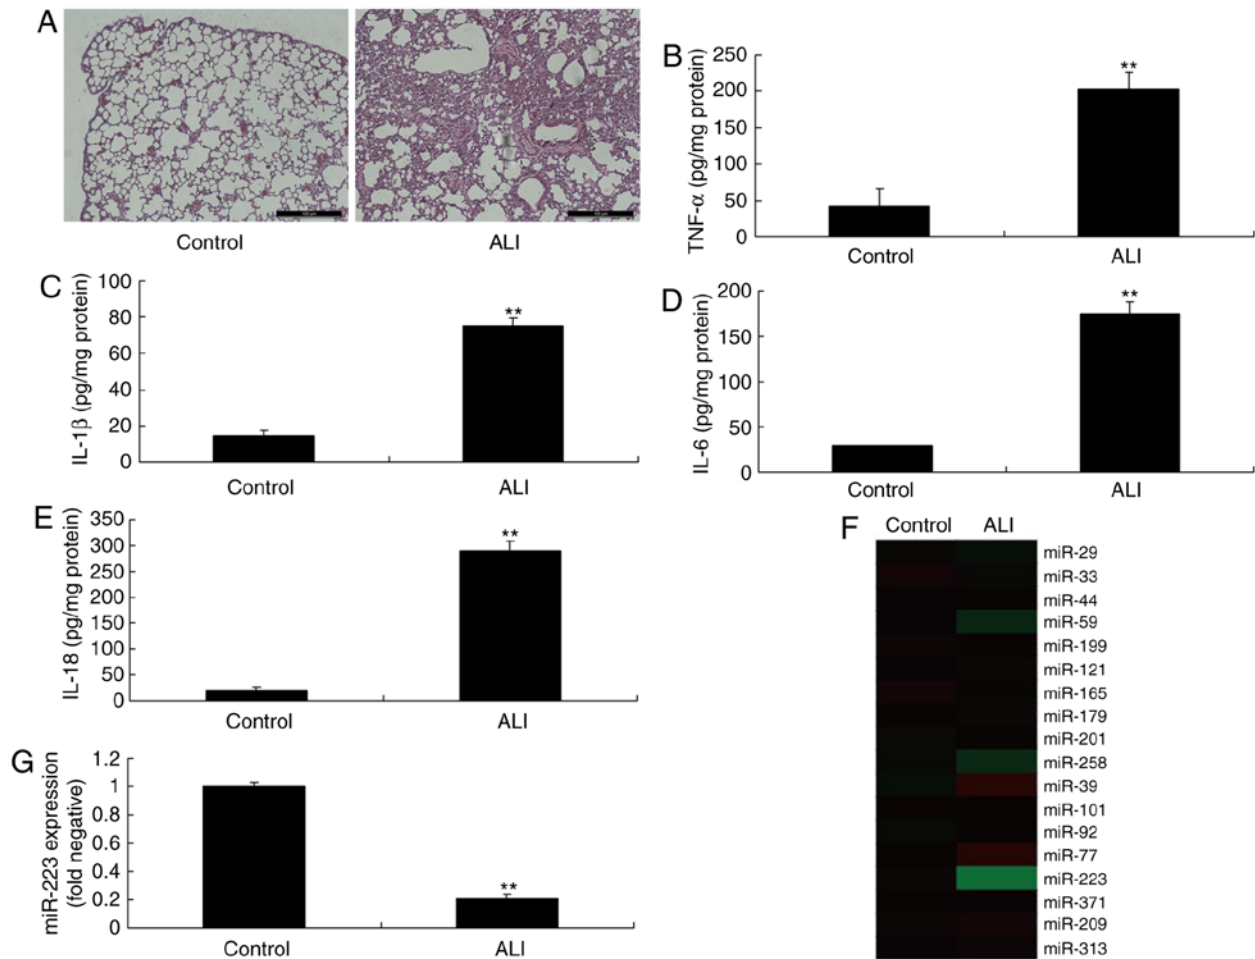 A
Control
ALI
B
TNF-α (pg/mg protein)
250
200
150
100
50
0
**
Control
ALI
C
IL-1β (pg/mg protein)
100
80
60
40
20
0
**
Control
ALI
D
IL-6 (pg/mg protein)
200
150
100
50
0
**
Control
ALI
E
IL-18 (pg/mg protein)
350
300
250
200
150
100
50
0
**
Control
ALI
F
Control ALI
miR-29
miR-33
miR-44
miR-59
miR-199
miR-121
miR-165
miR-179
miR-201
miR-258
miR-39
miR-101
miR-92
miR-77
miR-223
miR-371
miR-209
miR-313
G
miR-223 expression
(fold negative)
1.2
1
0.8
0.6
0.4
0.2
0
**
Control
ALI